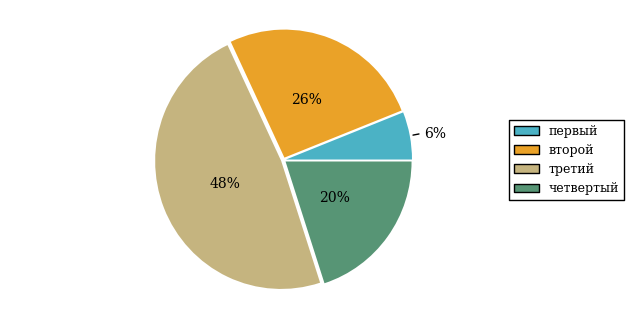 26%
6%
48%
20%
первый
второй
третий
четвертый